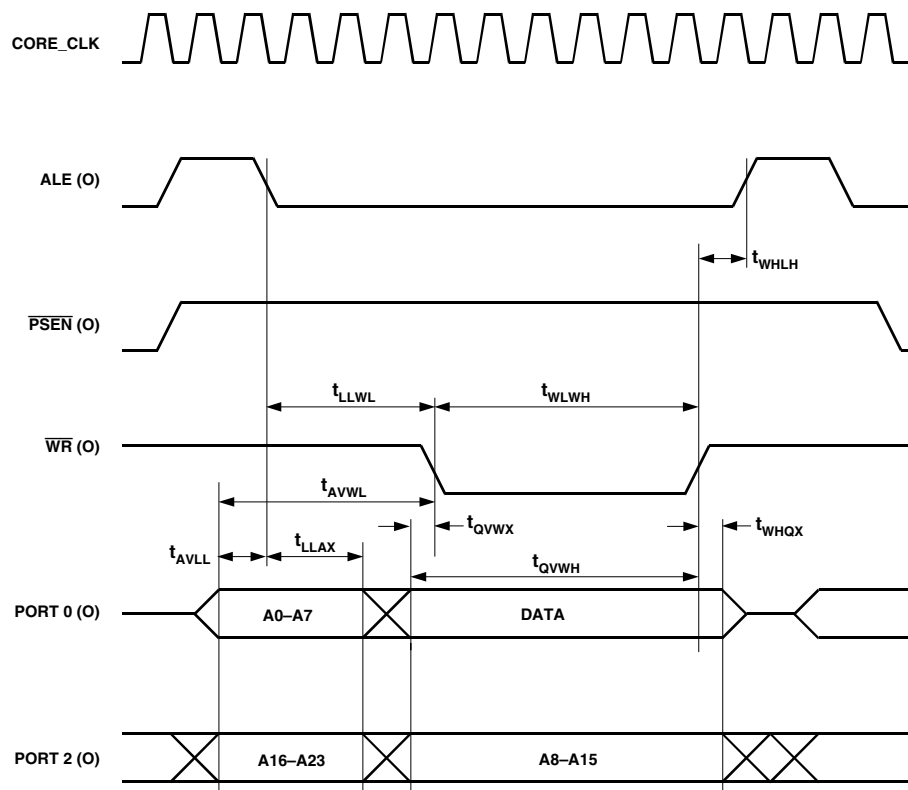 CORE_CLK
ALE (O)
tWHLH
PSEN (O)
tLLWL
tWLWH
WR (O)
tAVWL
tQVWX
tWHQX
tAVLL
tLLAX
tQVWH
PORT 0 (O)
A0–A7
DATA
PORT 2 (O)
A16–A23
A8–A15